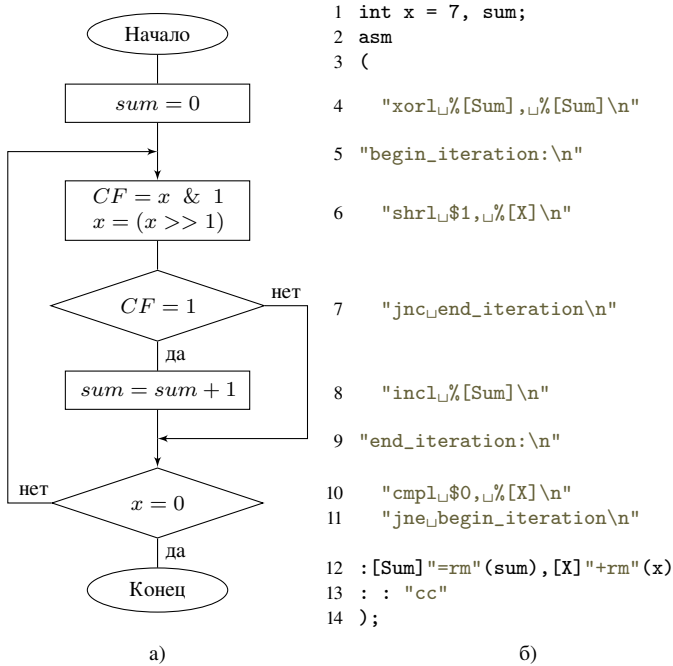 Начало
sum = 0
CF = x & 1
x = (x >> 1)
CF = 1
нет
да
sum = sum + 1
нет
x = 0
да
Конец
а)
1 int x = 7, sum;
2 asm
3 (
4 "xorl␣%[Sum],␣%[Sum]\n"
5 "begin_iteration:\n"
6 "shrl␣$1,␣%[X]\n"
7 "jnc␣end_iteration\n"
8 "incl␣%[Sum]\n"
9 "end_iteration:\n"
10 "cmpl␣$0,␣%[X]\n"
11 "jne␣begin_iteration\n"
12 :[Sum]"=rm"(sum),[X]"+rm"(x)
13 : : "cc"
14 );
б)